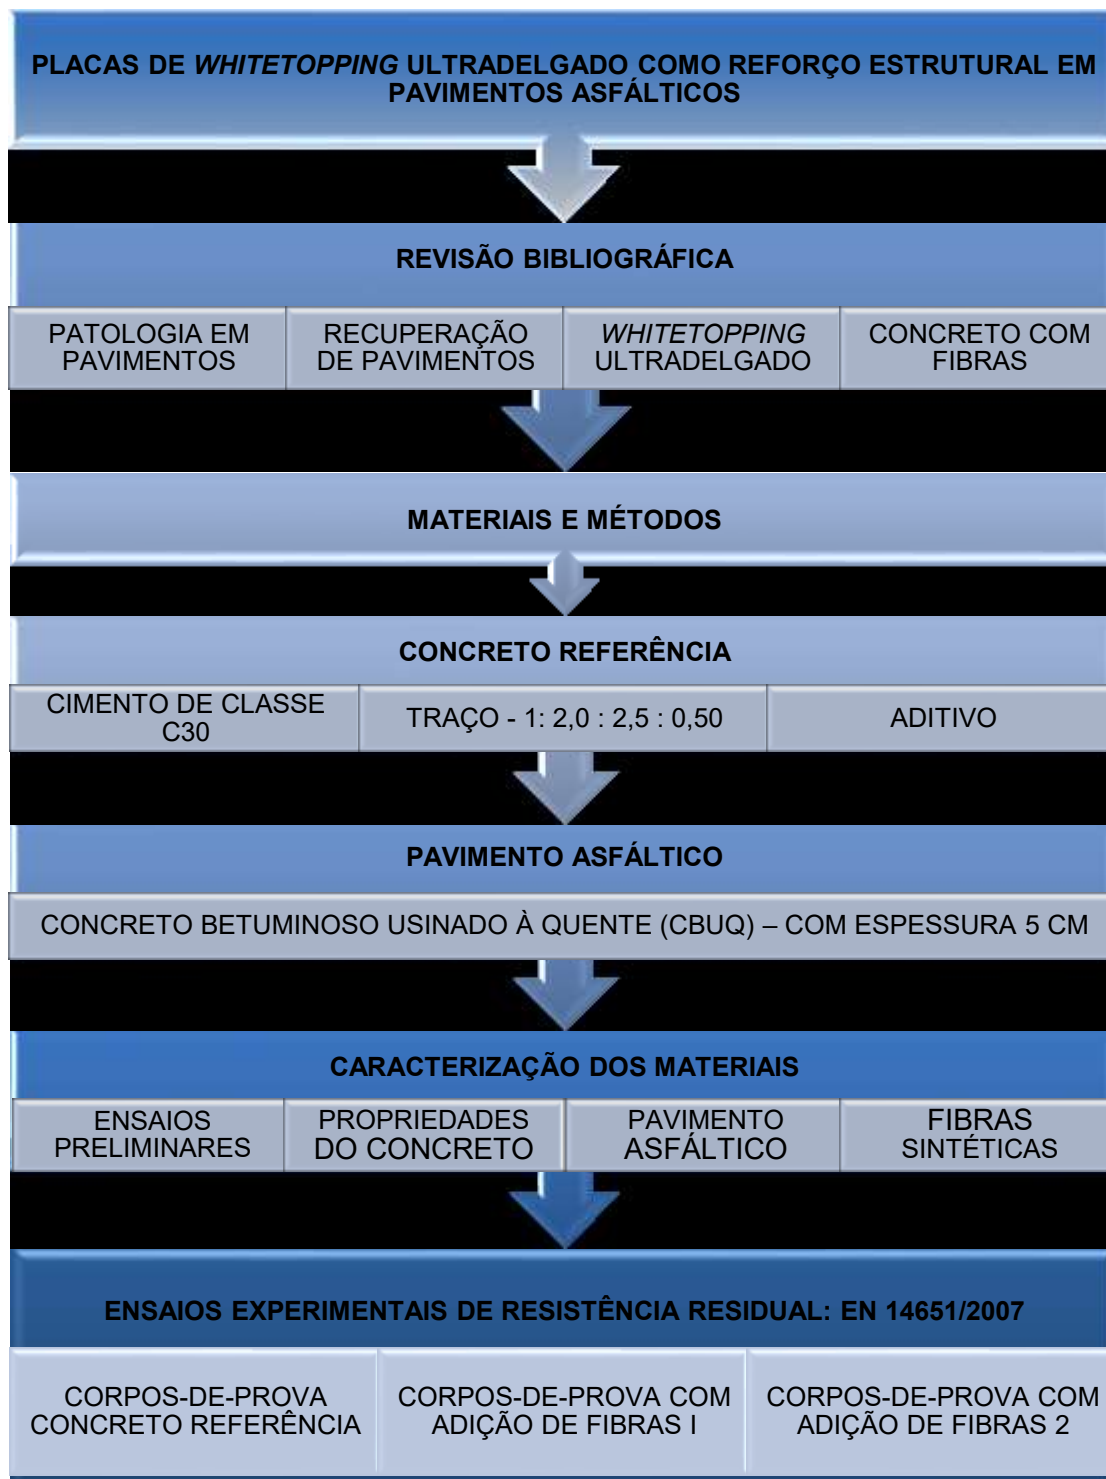 PLACAS DE WHITETOPPING ULTRADELGADO COMO REFORÇO ESTRUTURAL EM
PAVIMENTOS ASFÁLTICOS
REVISÃO BIBLIOGRÁFICA
PATOLOGIA EM
PAVIMENTOS
RECUPERAÇÃO
DE PAVIMENTOS
WHITETOPPING
ULTRADELGADO
CONCRETO COM
FIBRAS
MATERIAIS E MÉTODOS
CONCRETO REFERÊNCIA
CIMENTO DE CLASSE
C30
TRAÇO - 1: 2,0 : 2,5 : 0,50
ADITIVO
PAVIMENTO ASFÁLTICO
CONCRETO BETUMINOSO USINADO À QUENTE (CBUQ) – COM ESPESSURA 5 CM
CARACTERIZAÇÃO DOS MATERIAIS
ENSAIOS
PRELIMINARES
PROPRIEDADES
DO CONCRETO
PAVIMENTO
ASFÁLTICO
FIBRAS
SINTÉTICAS
ENSAIOS EXPERIMENTAIS DE RESISTÊNCIA RESIDUAL: EN 14651/2007
CORPOS-DE-PROVA
CONCRETO REFERÊNCIA
CORPOS-DE-PROVA COM
ADIÇÃO DE FIBRAS I
CORPOS-DE-PROVA COM
ADIÇÃO DE FIBRAS 2